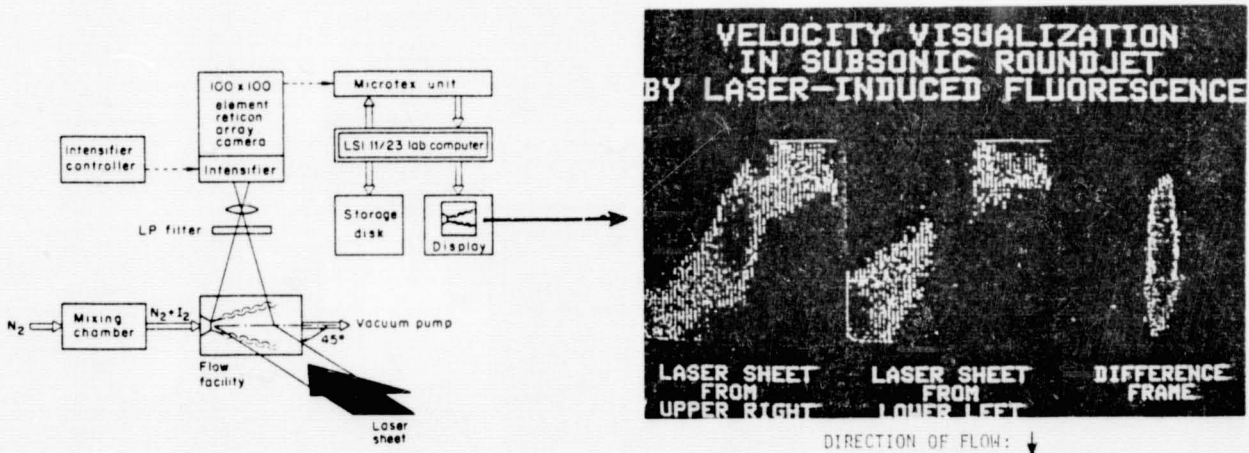 100 x 100
element
reticon
array
camera
Intensifier
Intensifier
controller
Microtex unit
LSI 11/23 lab computer
Storage
disk
Display
LP filter
N2
Mixing
chamber
N2+I2
Vacuum pump
45°
Flow
facility
Laser
sheet
VELOCITY VISUALIZATION
IN SUBSONIC ROUNDJET
BY LASER-INDUCED FLUORESCENCE
LASER SHEET
FROM
UPPER RIGHT
LASER SHEET
FROM
LOWER LEFT
DIFFERENCE
FRAME
DIRECTION OF FLOW: ↓